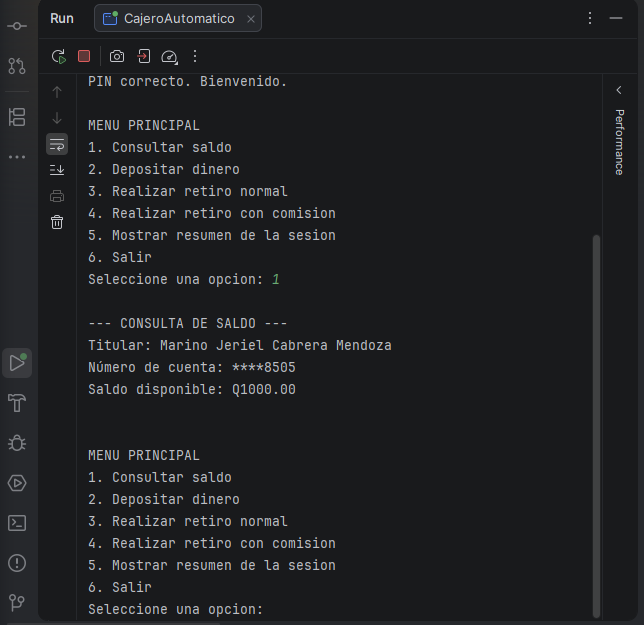 Run
CajeroAutomatico
PIN correcto. Bienvenido.
MENU PRINCIPAL
1. Consultar saldo
2. Depositar dinero
3. Realizar retiro normal
4. Realizar retiro con comision
5. Mostrar resumen de la sesion
6. Salir
Seleccione una opcion: 1
--- CONSULTA DE SALDO ---
Titular: Marino Jeriel Cabrera Mendoza
Número de cuenta: ****8505
Saldo disponible: Q1000.00
MENU PRINCIPAL
1. Consultar saldo
2. Depositar dinero
3. Realizar retiro normal
4. Realizar retiro con comision
5. Mostrar resumen de la sesion
6. Salir
Seleccione una opcion:
Performance